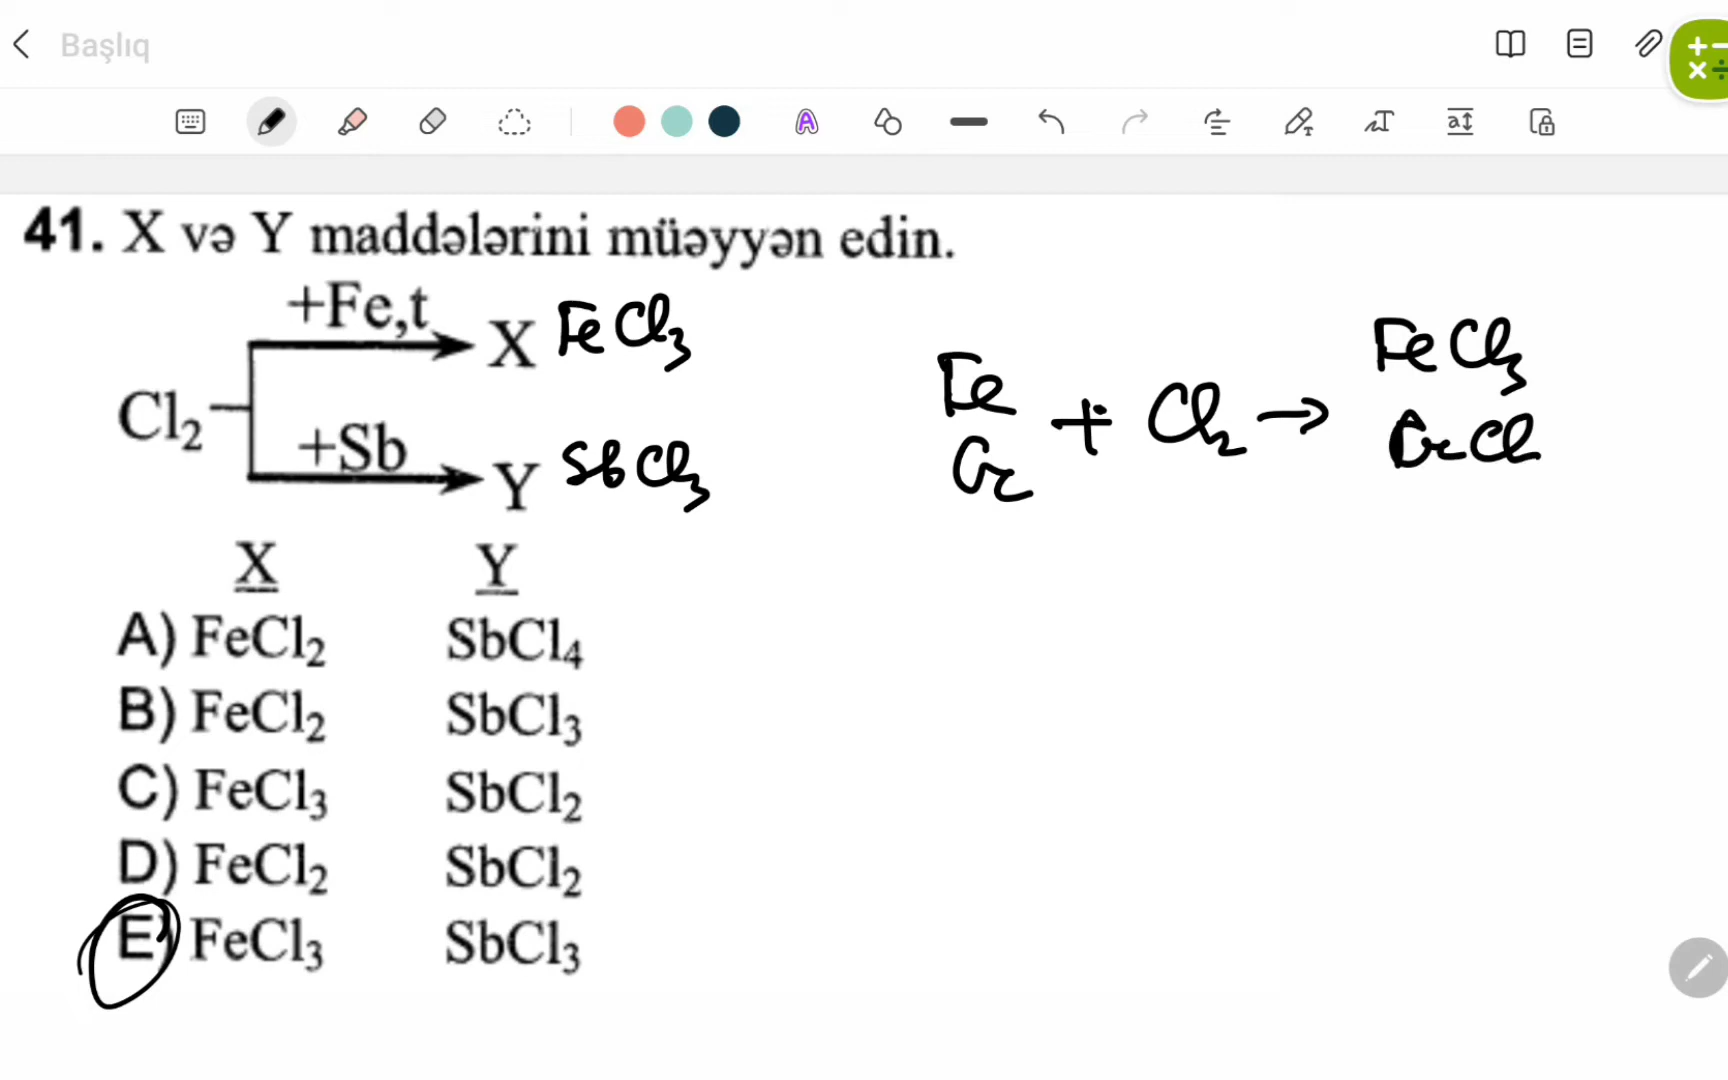 Başlıq
41. X və Y maddələrini müəyyən edin.
+Fe,t
X FeCl₃
Cl₂
+Sb
Y SbCl₃
Fe
Cr
+ Cl₂ →
FeCl₃
CrCl
X Y
A) FeCl₂ SbCl₄
B) FeCl₂ SbCl₃
C) FeCl₃ SbCl₂
D) FeCl₂ SbCl₂
E) FeCl₃ SbCl₃